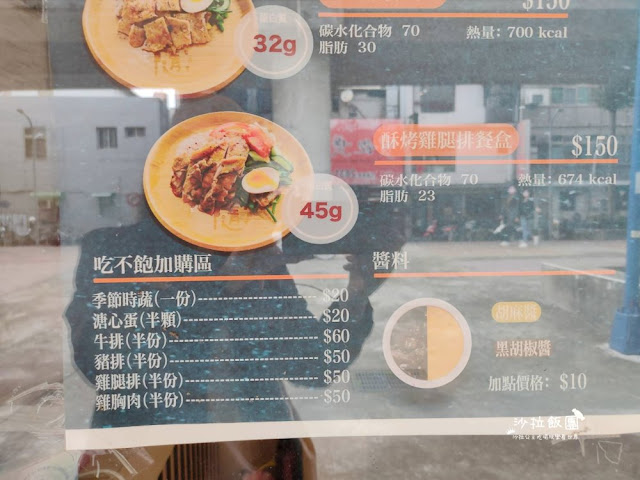 $150
蛋白質
32g
碳水化合物 70
熱量: 700 kcal
脂肪 30
酥烤雞腿排餐盒
$150
碳水化合物 70
熱量: 674 kcal
脂肪 23
45g
吃不飽加購區
季節時蔬(一份)---------------- $20
溏心蛋(半顆)------------------- $20
牛排(半份)---------------------- $60
豬排(半份)---------------------- $50
雞腿排(半份)------------------- $50
雞胸肉(半份)------------------- $50
醬料
胡麻醬
黑胡椒醬
加點價格: $10
沙拉飯團